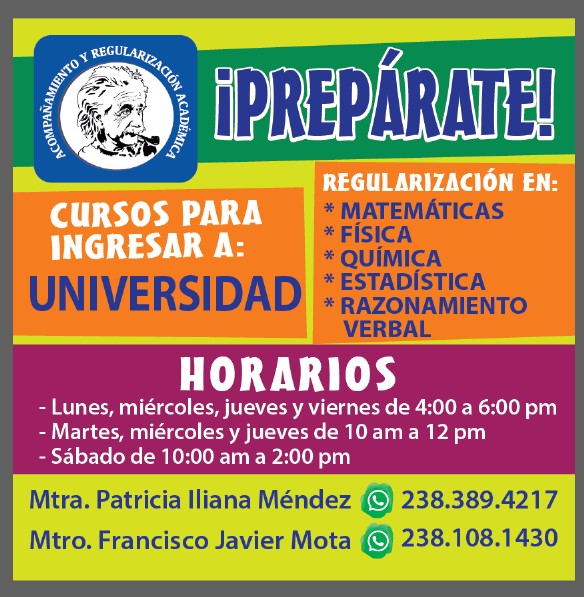 ACOMPAÑAMIENTO Y REGULARIZACIÓN ACADÉMICA
¡PREPÁRATE!
CURSOS PARA
INGRESAR A:
UNIVERSIDAD
REGULARIZACIÓN EN:
* MATEMÁTICAS
* FÍSICA
* QUÍMICA
* ESTADÍSTICA
* RAZONAMIENTO
VERBAL
HORARIOS
- Lunes, miércoles, jueves y viernes de 4:00 a 6:00 pm
- Martes, miércoles y jueves de 10 am a 12 pm
- Sábado de 10:00 am a 2:00 pm
Mtra. Patricia Iliana Méndez 238.389.4217
Mtro. Francisco Javier Mota 238.108.1430